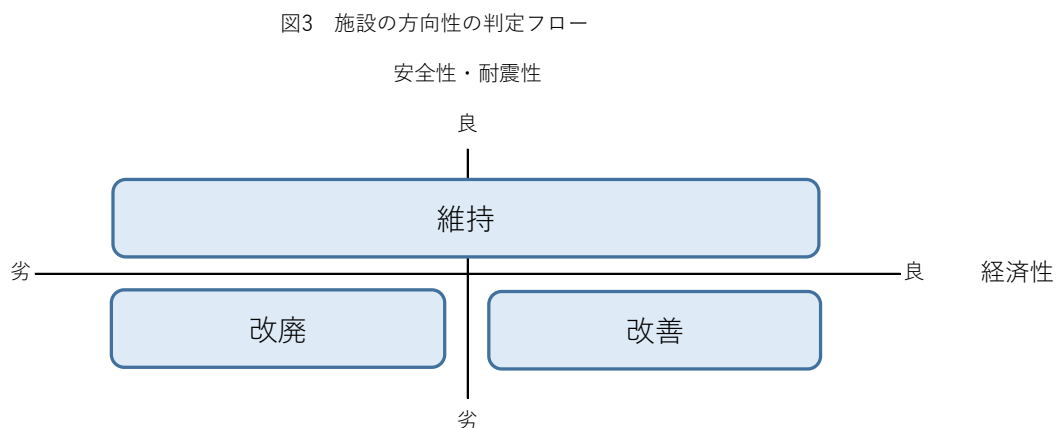 図3　施設の方向性の判定フロー
安全性・耐震性
良
維持
劣
良
経済性
改廃
改善
劣